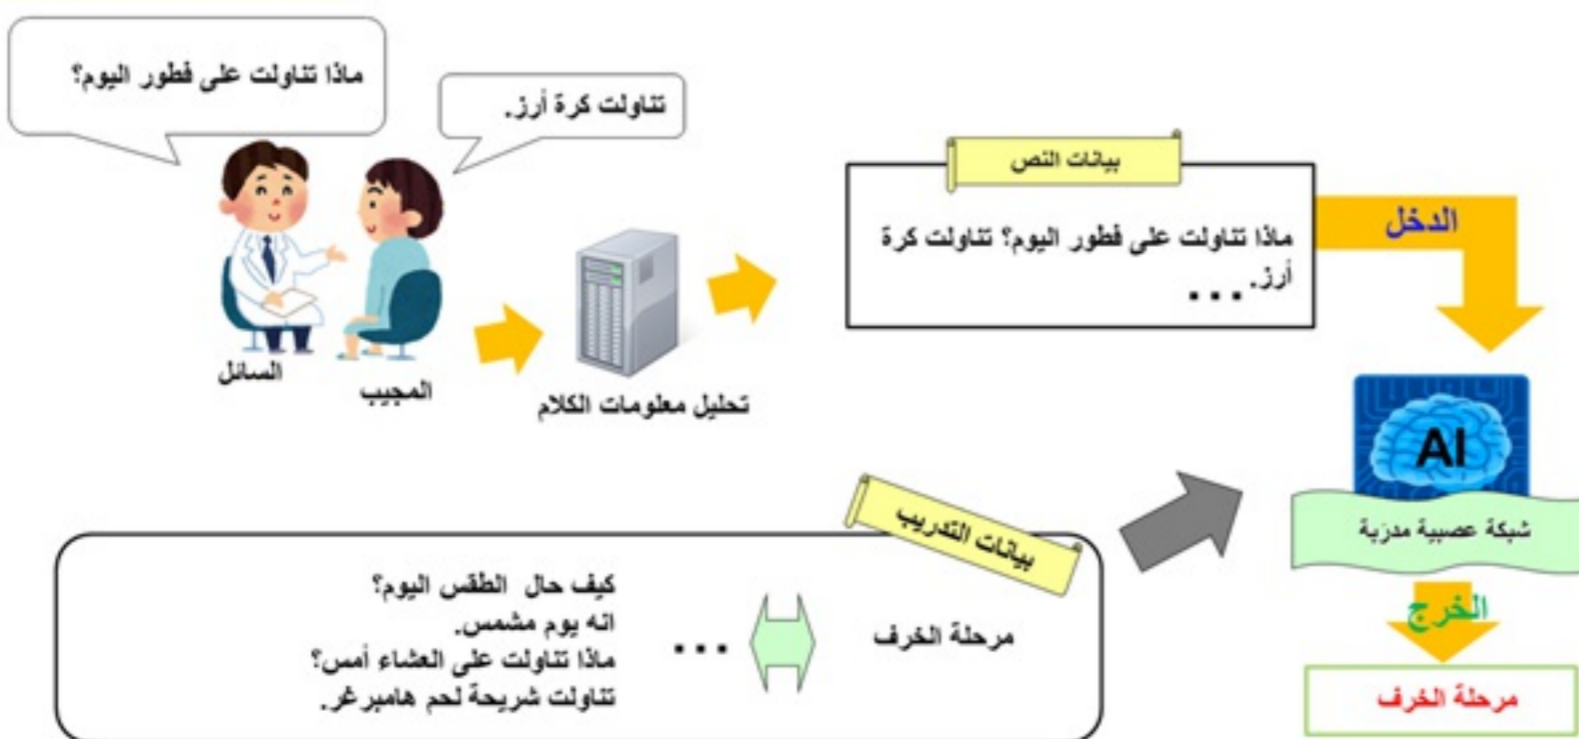 ماذا تناولت على فطور اليوم؟
تناولت كرة أرز.
السائل
المجيب
تحليل معلومات الكلام
بيانات النص
ماذا تناولت على فطور اليوم؟ تناولت كرة
أرز. ...
الدخل
AI
شبكة عصبية مدربة
الخرج
مرحلة الخرف
بيانات التدريب
كيف حال الطقس اليوم؟
انه يوم مشمس.
ماذا تناولت على العشاء أمس؟
تناولت شريحة لحم هامبرغر.
...
مرحلة الخرف